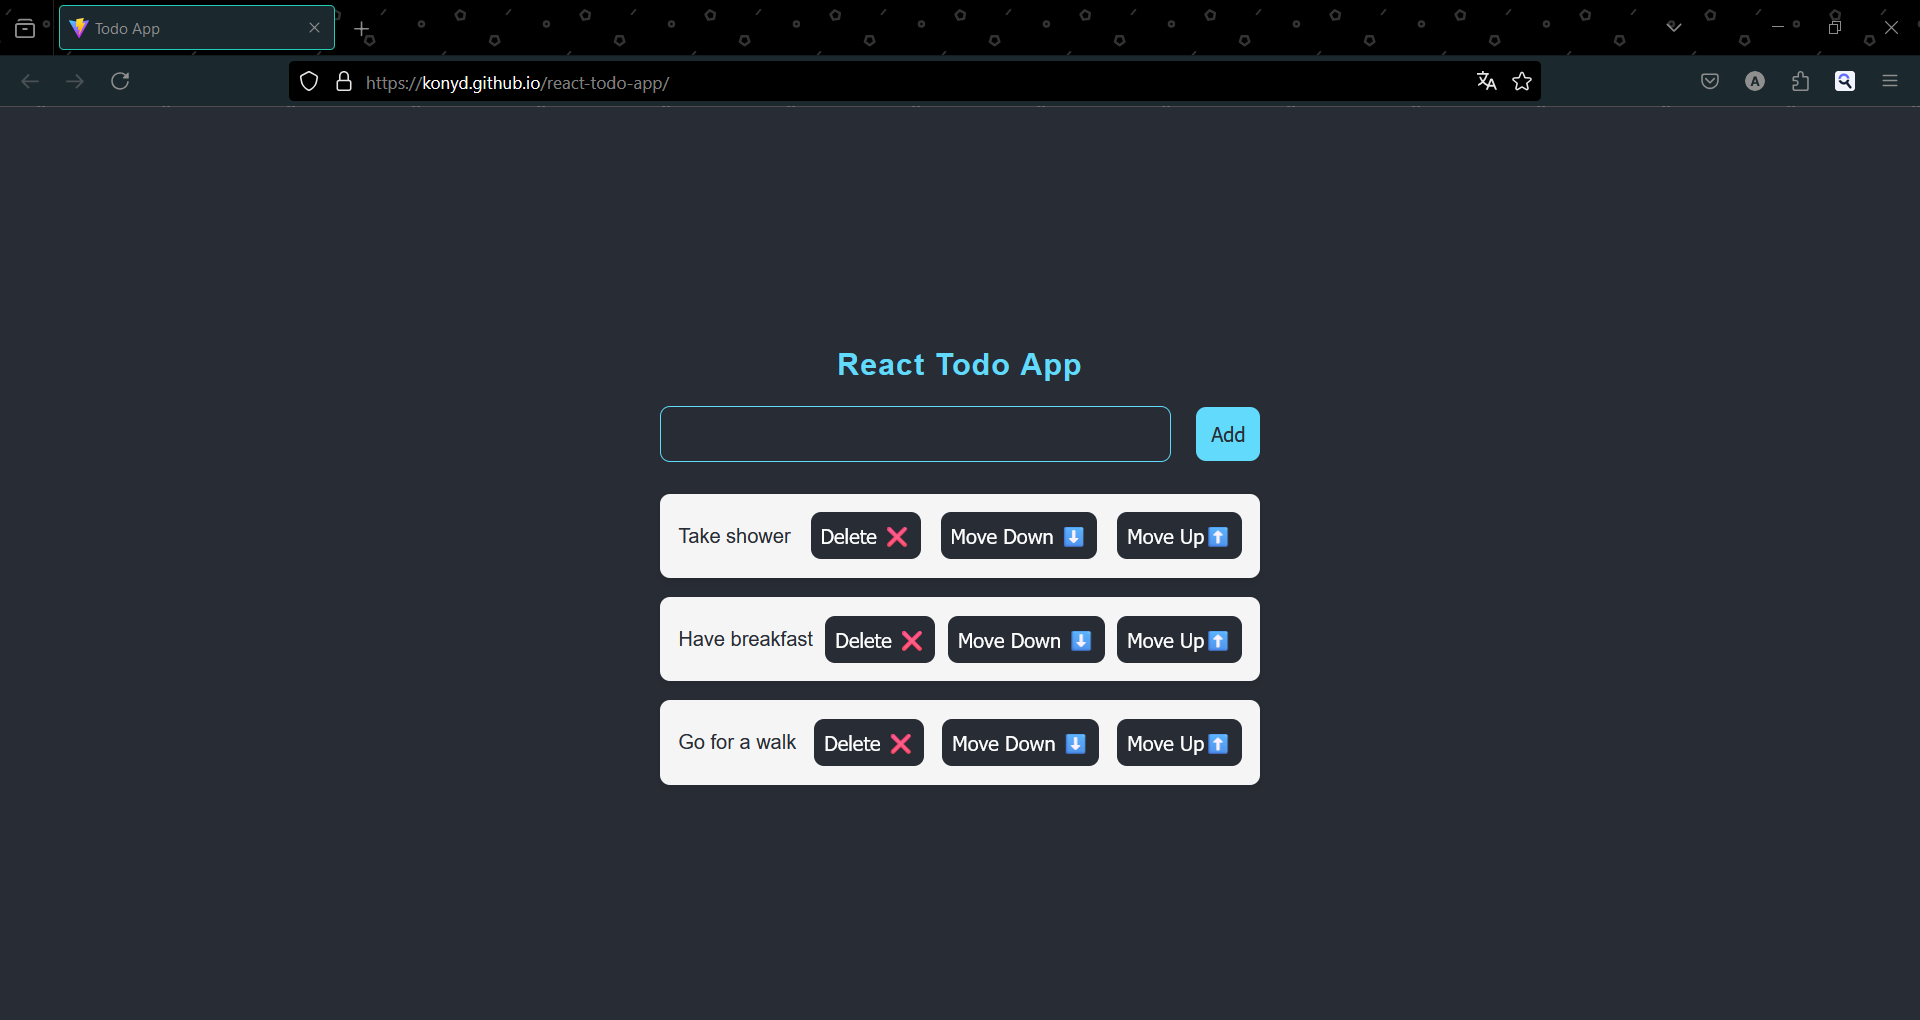 Todo App
https://konyd.github.io/react-todo-app/
A
React Todo App
Add
Take shower Delete ❌ Move Down ⬇️ Move Up⬆️
Have breakfast Delete ❌ Move Down ⬇️ Move Up⬆️
Go for a walk Delete ❌ Move Down ⬇️ Move Up⬆️